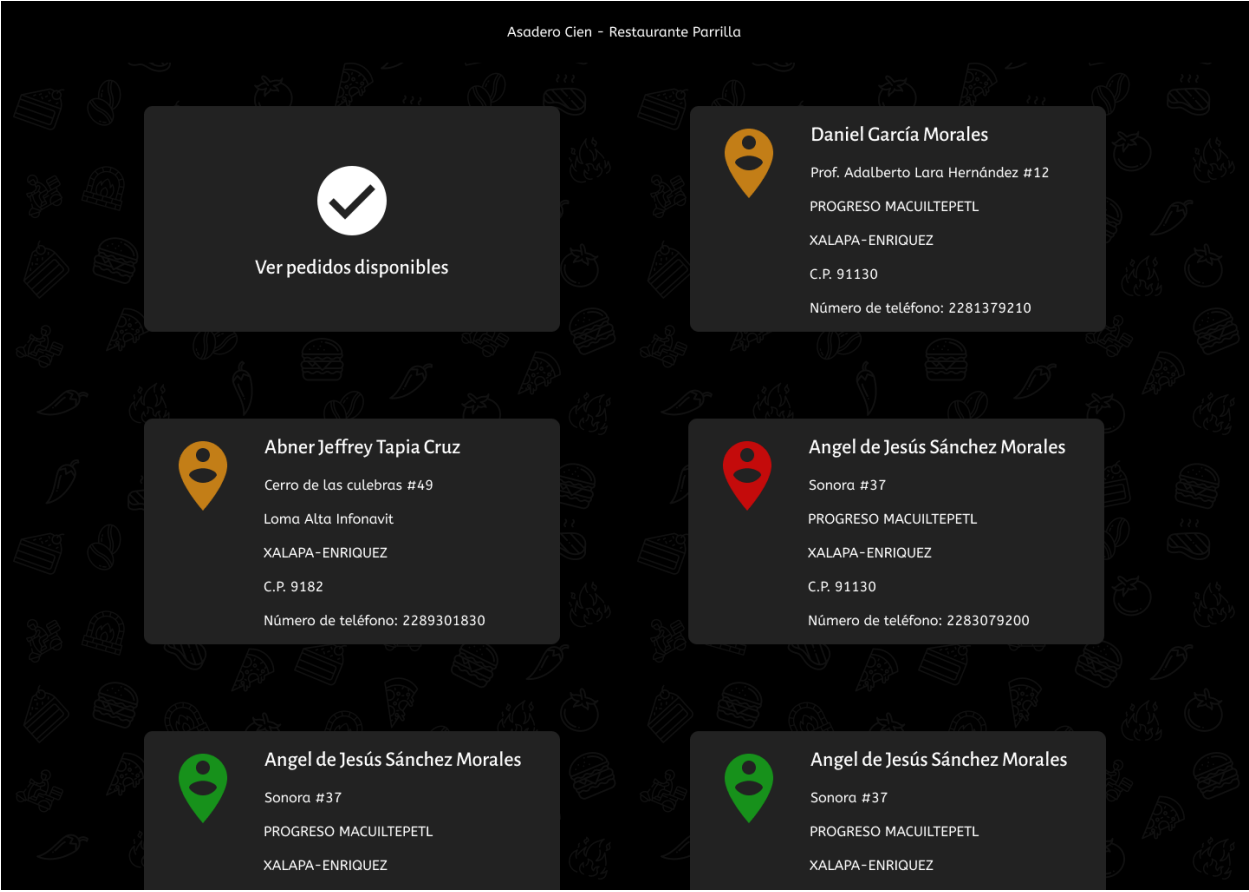 Asadero Cien - Restaurante Parrilla
Ver pedidos disponibles
Daniel García Morales
Prof. Adalberto Lara Hernández #12
PROGRESO MACUILTEPETL
XALAPA-ENRIQUEZ
C.P. 91130
Número de teléfono: 2281379210
Abner Jeffrey Tapia Cruz
Cerro de las culebras #49
Loma Alta Infonavit
XALAPA-ENRIQUEZ
C.P. 9182
Número de teléfono: 2289301830
Angel de Jesús Sánchez Morales
Sonora #37
PROGRESO MACUILTEPETL
XALAPA-ENRIQUEZ
C.P. 91130
Número de teléfono: 2283079200
Angel de Jesús Sánchez Morales
Sonora #37
PROGRESO MACUILTEPETL
XALAPA-ENRIQUEZ
Angel de Jesús Sánchez Morales
Sonora #37
PROGRESO MACUILTEPETL
XALAPA-ENRIQUEZ